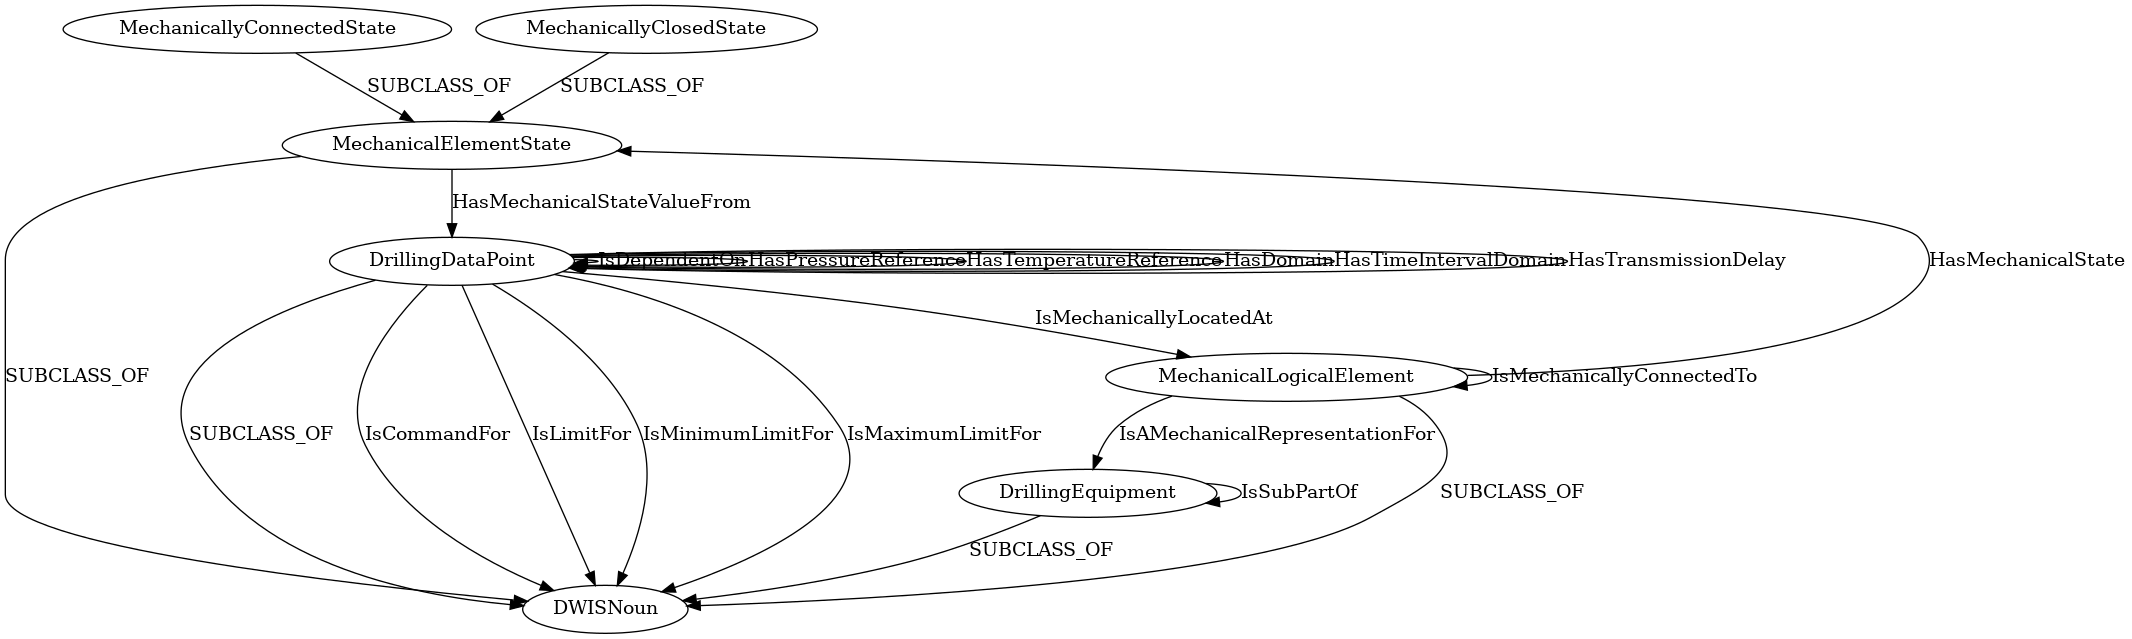 MechanicallyConnectedState
MechanicallyClosedState
SUBCLASS_OF
SUBCLASS_OF
MechanicalElementState
HasMechanicalStateValueFrom
DrillingDataPoint
IsDependentOn
HasPressureReference
HasTemperatureReference
HasDomain
HasTimeIntervalDomain
HasTransmissionDelay
HasMechanicalState
IsMechanicallyLocatedAt
SUBCLASS_OF
MechanicalLogicalElement
IsMechanicallyConnectedTo
SUBCLASS_OF
IsCommandFor
IsLimitFor
IsMinimumLimitFor
IsMaximumLimitFor
IsAMechanicalRepresentationFor
DrillingEquipment
IsSubPartOf
SUBCLASS_OF
SUBCLASS_OF
DWISNoun